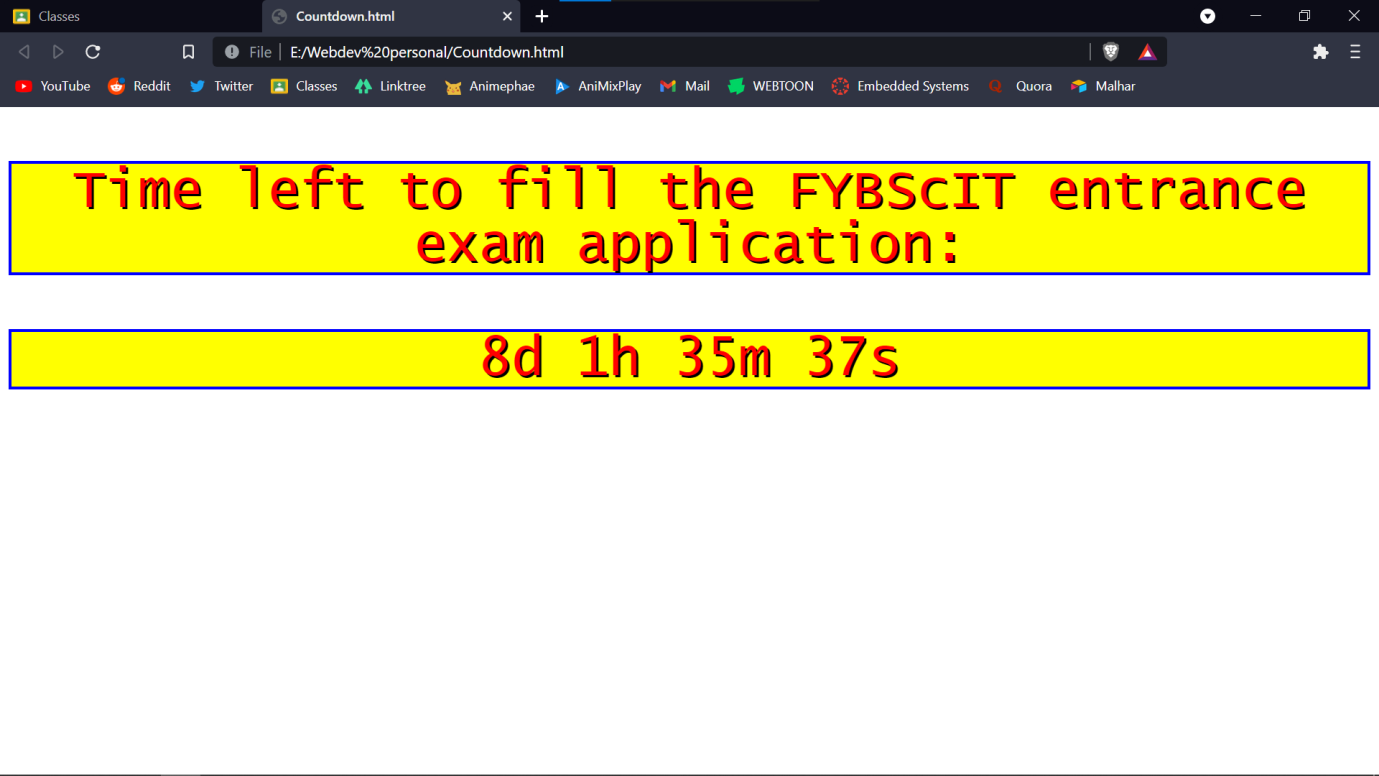 Classes
Countdown.html
File E:/Webdev%20personal/Countdown.html
YouTube Reddit Twitter Classes Linktree Animephae AniMixPlay Mail WEBTOON Embedded Systems Quora Malhar
Time left to fill the FYBScIT entrance
exam application:
8d 1h 35m 37s